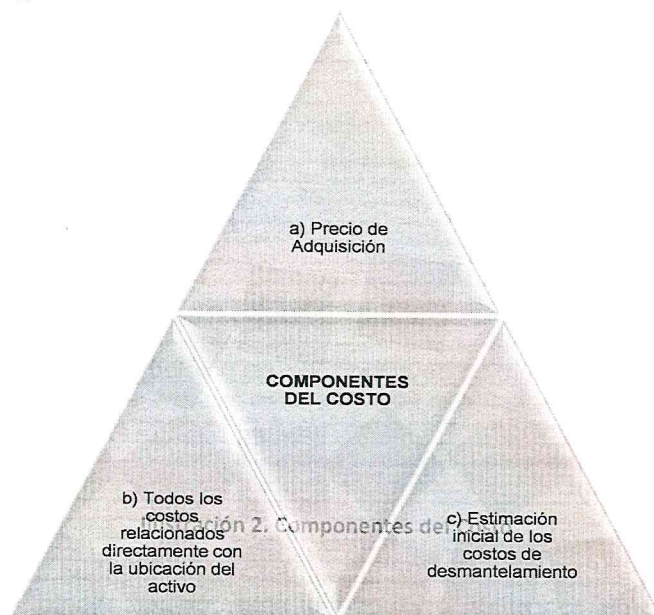 a) Precio de
Adquisición
COMPONENTES
DEL COSTO
b) Todos los
costos
relacionados
directamente con
la ubicación del
activo
c) Estimación
inicial de los
costos de
desmantelamiento
Ilustración 2. Componentes del costo